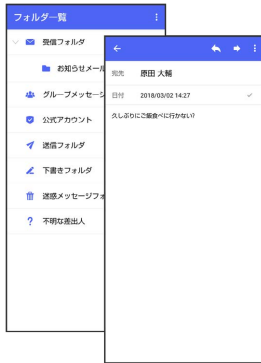 フォルダ一覧
受信フォルダ
お知らせメール
グループメッセージ
公式アカウント
送信フォルダ
下書きフォルダ
迷惑メッセージフォ
不明な差出人
宛先 原田 大輔
日付 2018/03/02 14:27
久しぶりにご飯食べに行かない?